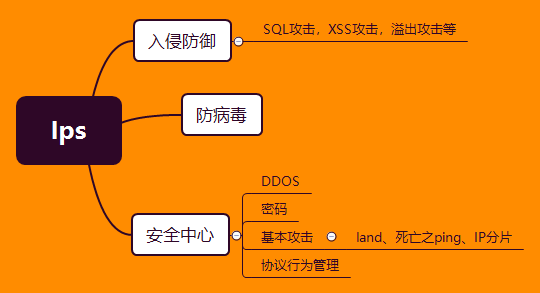 Ips
入侵防御
SQL攻击，XSS攻击，溢出攻击等
防病毒
安全中心
DDOS
密码
基本攻击
land、死亡之ping、IP分片
协议行为管理